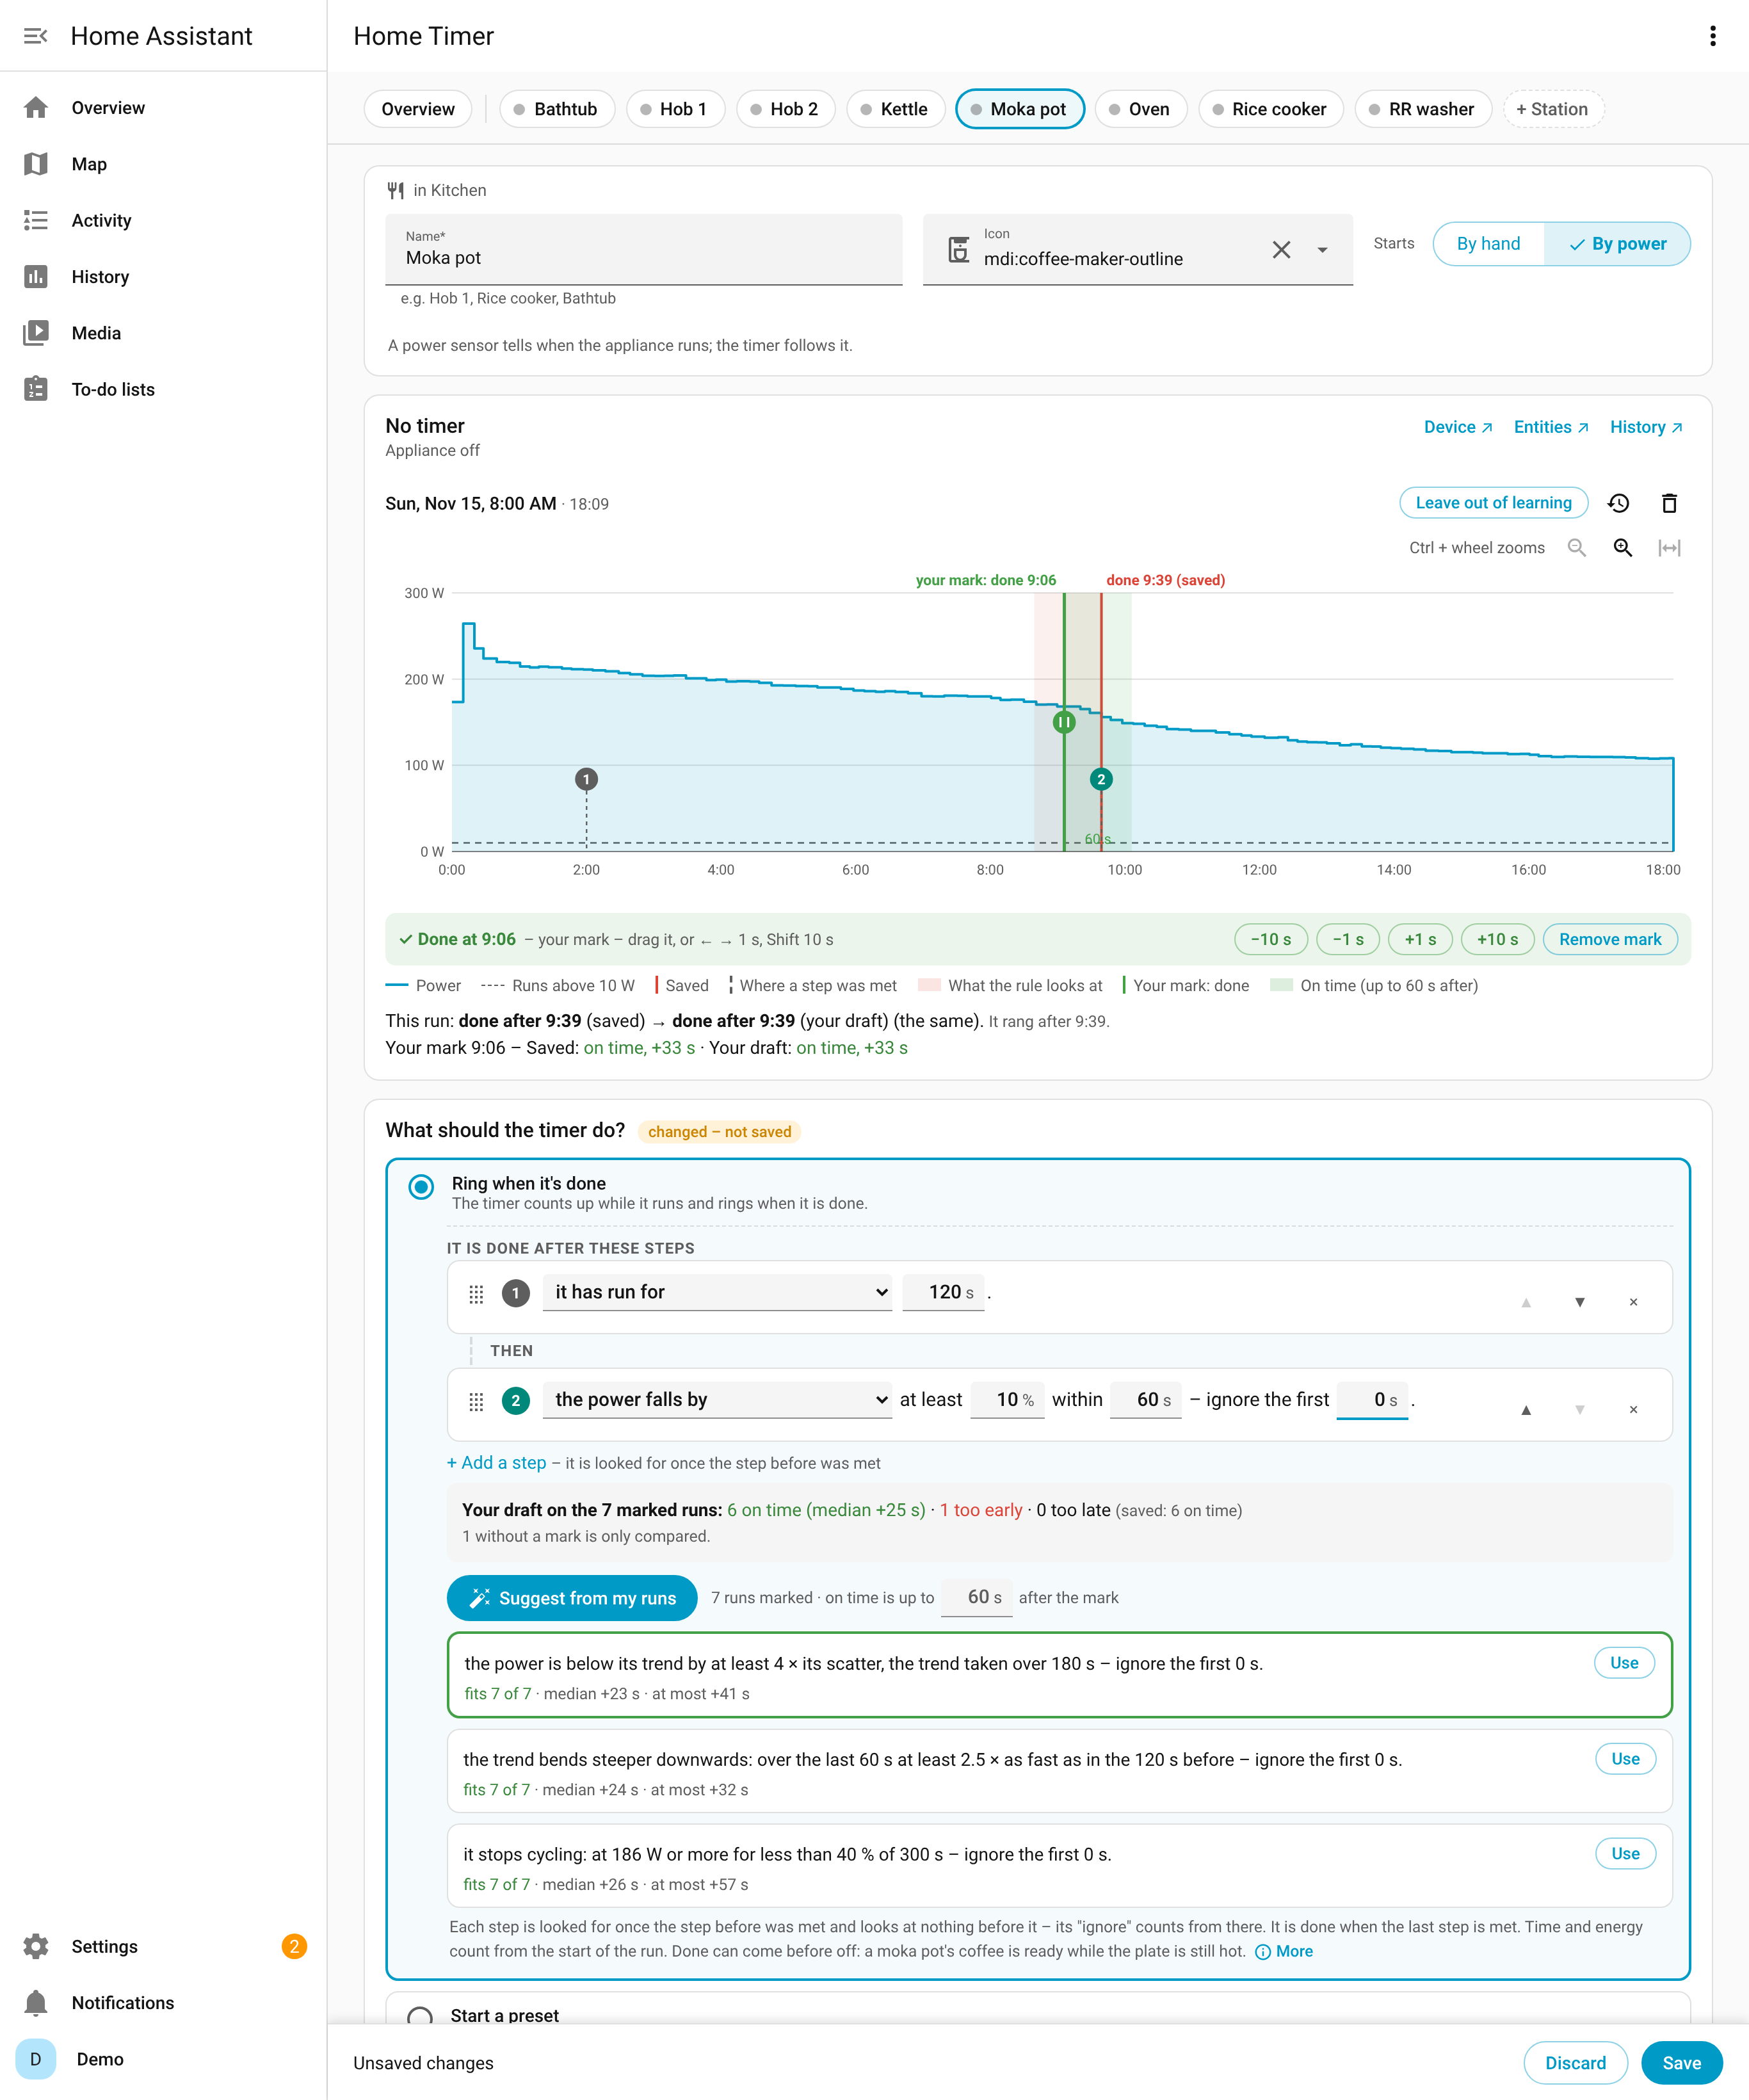 Home Assistant
Home Timer
Overview
Map
Activity
History
Media
To-do lists
Settings
2
Notifications
D
Demo
Overview
Bathtub
Hob 1
Hob 2
Kettle
Moka pot
Oven
Rice cooker
RR washer
+ Station
in Kitchen
Name*
Moka pot
e.g. Hob 1, Rice cooker, Bathtub
Icon
mdi:coffee-maker-outline
Starts
By hand
By power
A power sensor tells when the appliance runs; the timer follows it.
No timer
Appliance off
Device
Entities
History
Sun, Nov 15, 8:00 AM · 18:09
Leave out of learning
Ctrl + wheel zooms
your mark: done 9:06
done 9:39 (saved)
300 W
200 W
100 W
0 W
1
2
60 s
0:00
2:00
4:00
6:00
8:00
10:00
12:00
14:00
16:00
18:00
✓ Done at 9:06 – your mark – drag it, or ← → 1 s, Shift 10 s
−10 s
−1 s
+1 s
+10 s
Remove mark
Power
Runs above 10 W
Saved
Where a step was met
What the rule looks at
Your mark: done
On time (up to 60 s after)
This run: done after 9:39 (saved) → done after 9:39 (your draft) (the same). It rang after 9:39.
Your mark 9:06 – Saved: on time, +33 s · Your draft: on time, +33 s
What should the timer do?
changed – not saved
Ring when it's done
The timer counts up while it runs and rings when it is done.
IT IS DONE AFTER THESE STEPS
1 it has run for 120 s .
▲ ▼ ×
THEN
2 the power falls by at least 10 % within 60 s – ignore the first 0 s .
▲ ▼ ×
+ Add a step – it is looked for once the step before was met
Your draft on the 7 marked runs: 6 on time (median +25 s) · 1 too early · 0 too late (saved: 6 on time)
1 without a mark is only compared.
Suggest from my runs
7 runs marked · on time is up to 60 s after the mark
the power is below its trend by at least 4 × its scatter, the trend taken over 180 s – ignore the first 0 s.
fits 7 of 7 · median +23 s · at most +41 s
Use
the trend bends steeper downwards: over the last 60 s at least 2.5 × as fast as in the 120 s before – ignore the first 0 s.
fits 7 of 7 · median +24 s · at most +32 s
Use
it stops cycling: at 186 W or more for less than 40 % of 300 s – ignore the first 0 s.
fits 7 of 7 · median +26 s · at most +57 s
Use
Each step is looked for once the step before was met and looks at nothing before it – its "ignore" counts from there. It is done when the last step is met. Time and energy
count from the start of the run. Done can come before off: a moka pot's coffee is ready while the plate is still hot. More
Start a preset
Unsaved changes
Discard
Save